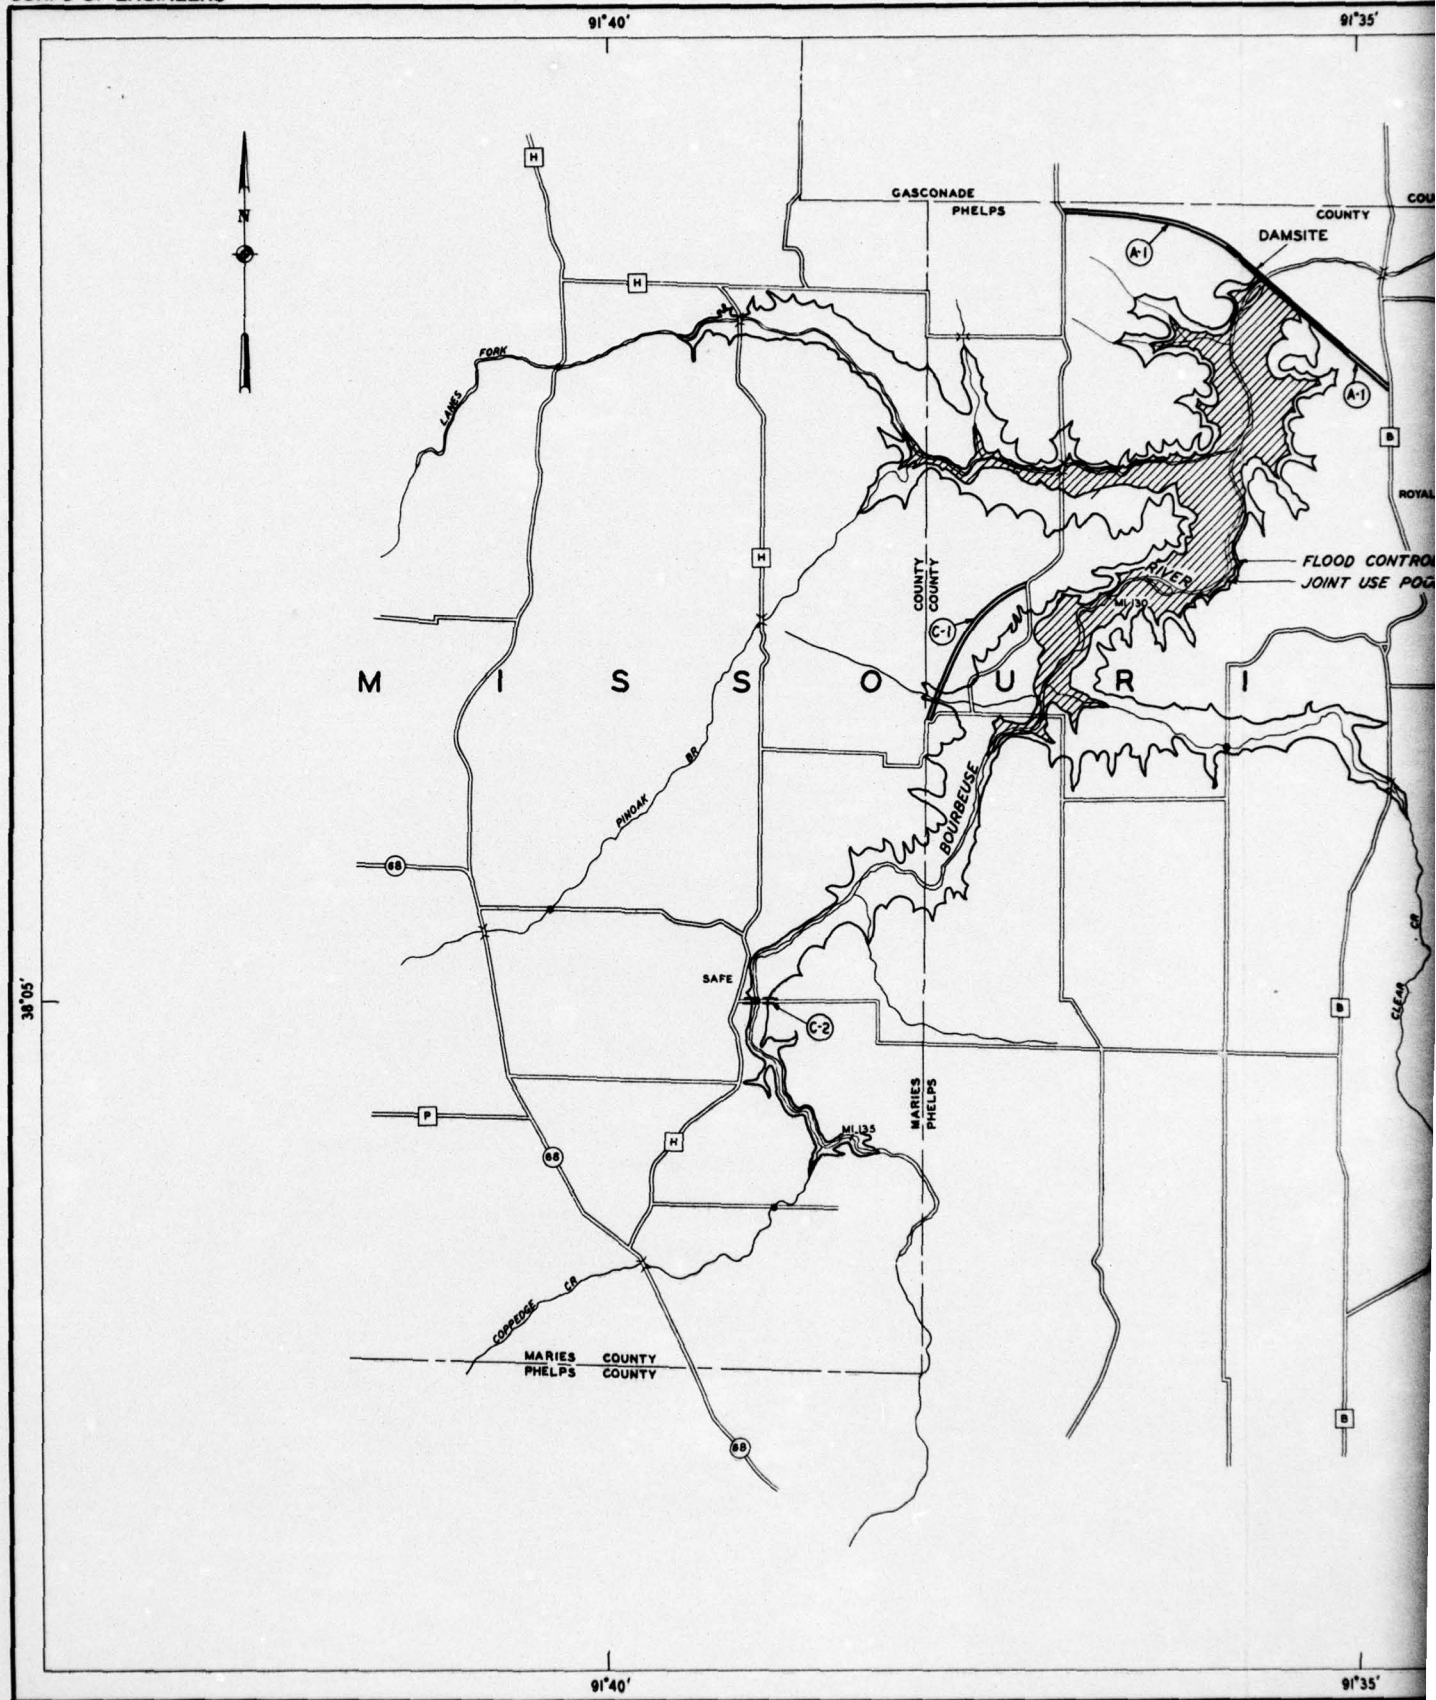 91°40'
91°35'
H
GASCONADE
PHELPS
COUNTY
DAMSITE
A-1
N
H
FORK
LANES
A-1
B
ROYAL
H
COUNTY
COUNTY
FLOOD CONTROL
RIVER
JOINT USE
MI. 130
C-1
M I S S O U R I
BR
PINOAK
BOURBEUSE
68
CR
SAFE
38°05'
C-2
CLEAR
B
MARIES
PHELPS
P
MI. 135
H
68
CR
COPPEDGE
MARIES COUNTY
PHELPS COUNTY
B
68
91°40'
91°35'